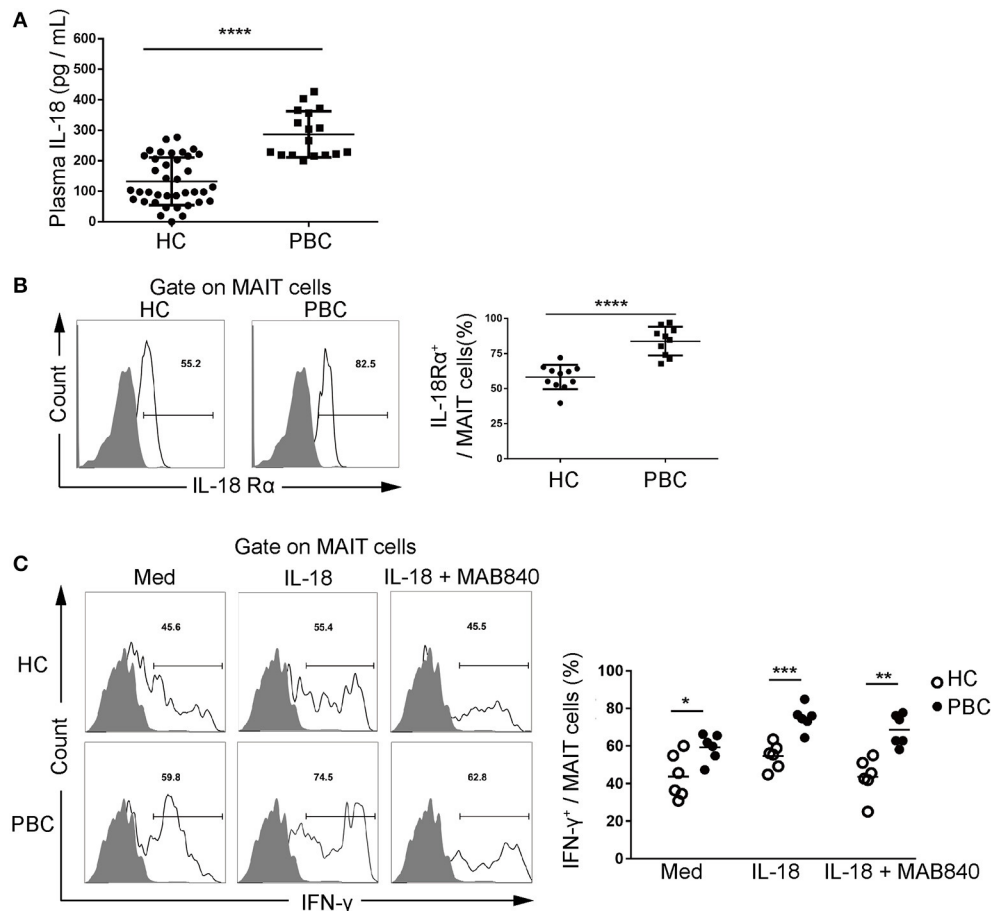 A
Plasma IL-18 (pg / mL)
600
500
400
300
200
100
0
****
HC
PBC
B
Gate on MAIT cells
HC
PBC
55.2
82.5
Count
IL-18 Rα
IL-18Rα+
/ MAIT cells(%)
100
75
50
25
0
****
HC
PBC
C
Gate on MAIT cells
Med
IL-18
IL-18 + MAB840
HC
45.6
55.4
45.5
Count
PBC
59.8
74.5
62.8
IFN-γ
IFN-γ+ / MAIT cells (%)
100
80
60
40
20
0
*
***
**
HC
PBC
Med
IL-18
IL-18 + MAB840